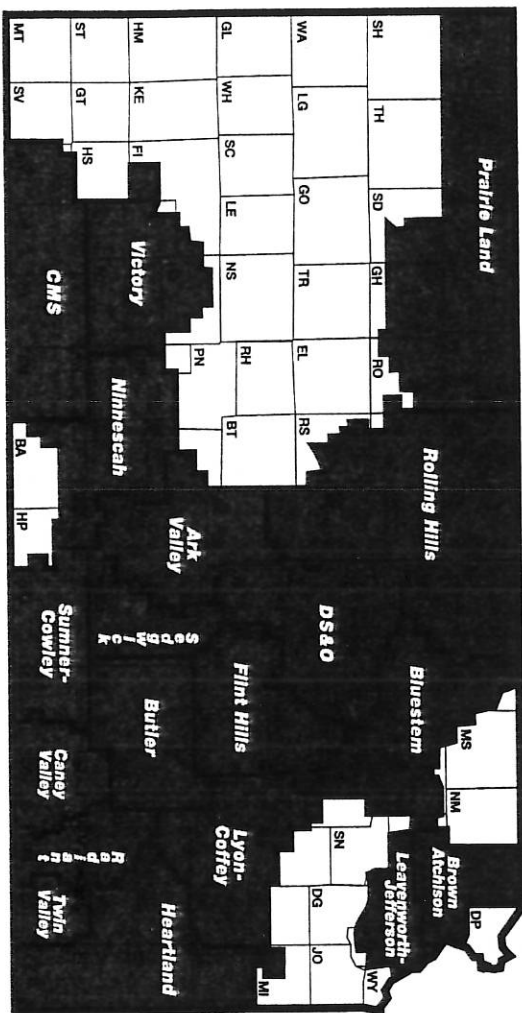 Prairie Land
Rolling Hills
Bluestem
MS
NM
Brown
Atchison
DP
SH
TH
SD
GH
RO
Leavenworth-
Jefferson
WY
WA
LG
GO
TR
EL
RS
DS&O
SN
DG
JO
MI
GL
WH
SC
LE
NS
RH
BT
PN
Flint Hills
Lyon-
Coffey
HM
KE
FI
Victory
Ninnescah
Ark
Valley
Sedgwick
Butler
Heartland
ST
GT
HS
MT
SV
CMS
BA
HP
Sumner-
Cowley
Caney
Valley
Radiant
Twin
Valley